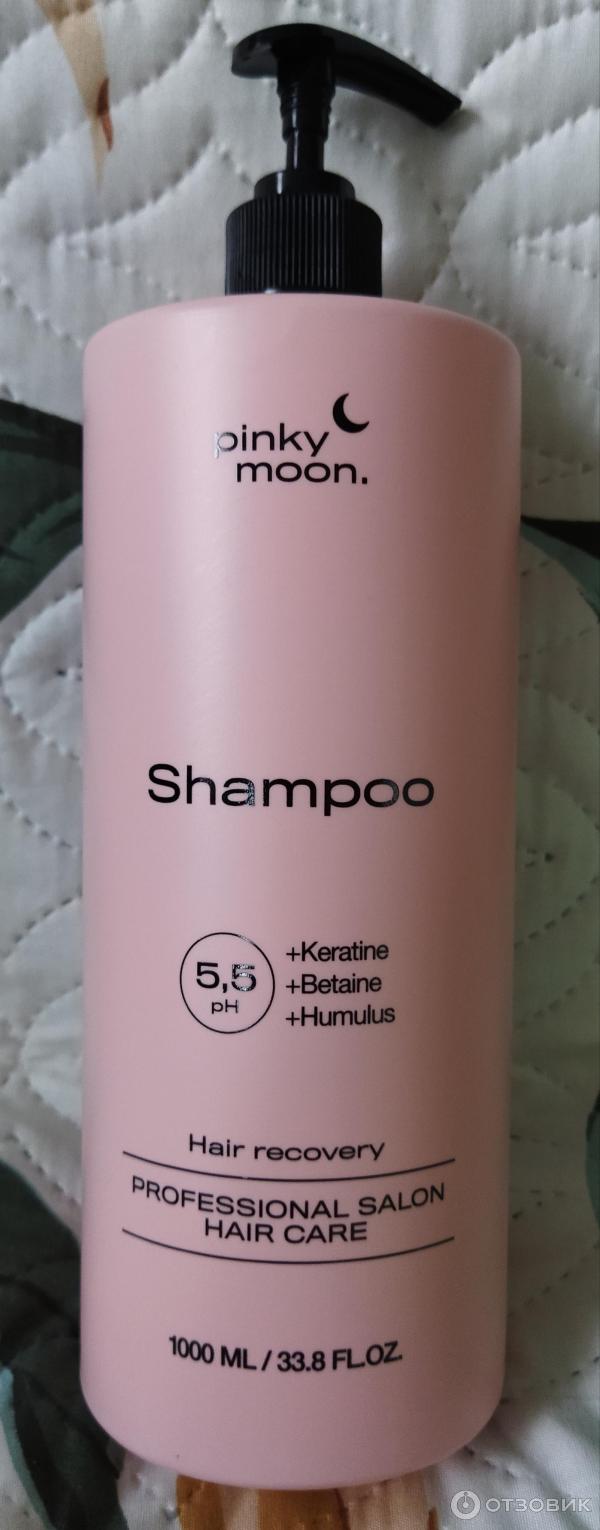 pinky
moon.
Shampoo
5,5
pH
+Keratine
+Betaine
+Humulus
Hair recovery
PROFESSIONAL SALON
HAIR CARE
1000 ML / 33.8 FL.OZ.
ОТЗОВИК